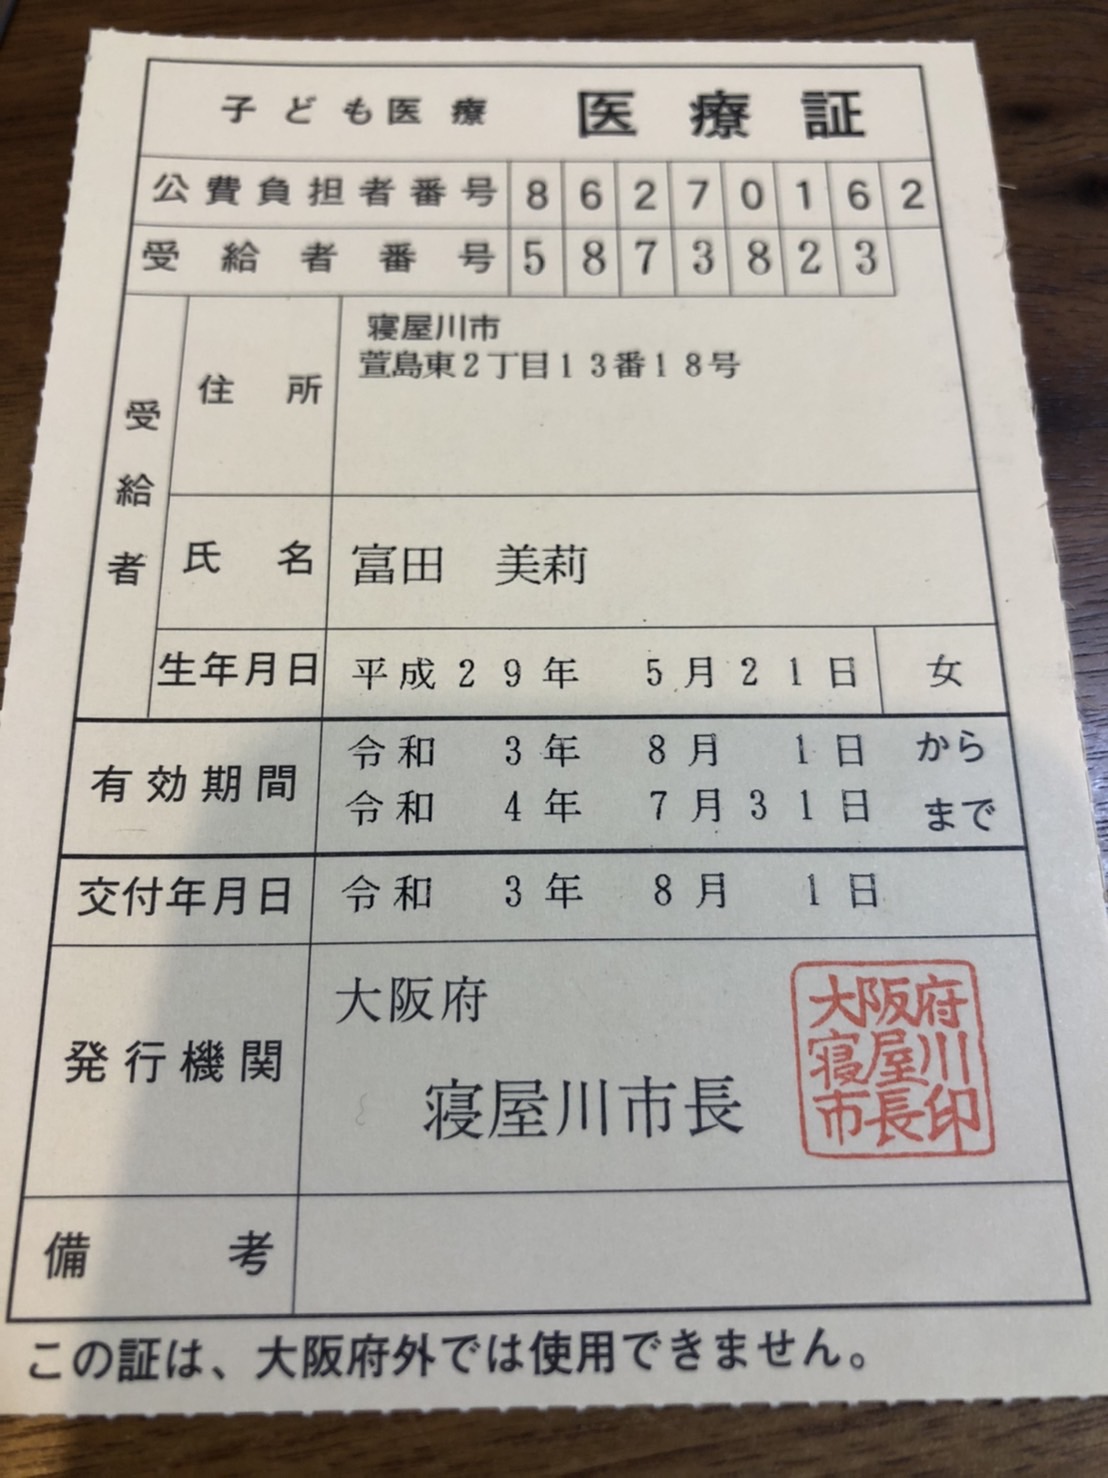 子ども医療 医療証
公費負担者番号 86270162
受給者番号 5873823
受給者
住所 寝屋川市
萱島東2丁目13番18号
氏名 富田 美莉
生年月日 平成29年 5月21日 女
有効期間 令和 3年 8月 1日 から
令和 4年 7月31日 まで
交付年月日 令和 3年 8月 1日
発行機関 大阪府
寝屋川市長
大阪府
寝屋川
市長印
備考
この証は、大阪府外では使用できません。